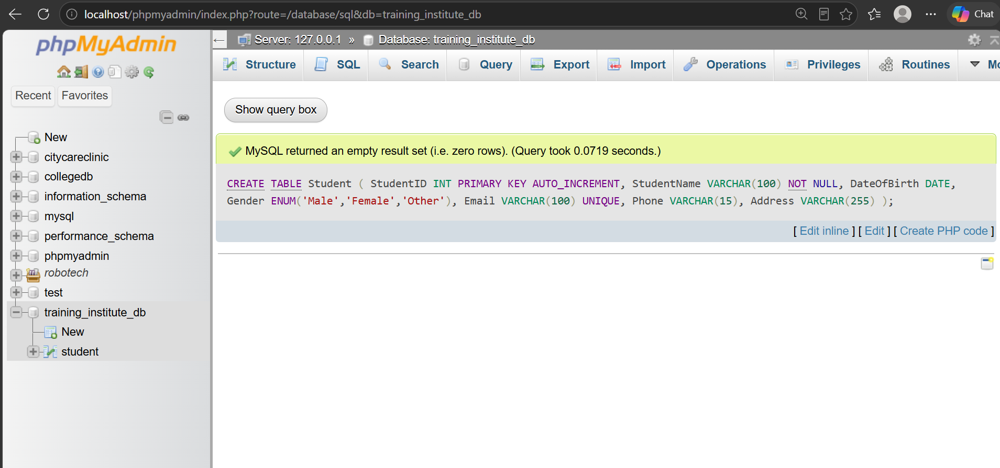 localhost/phpmyadmin/index.php?route=/database/sql&db=training_institute_db
Chat
phpMyAdmin
Recent
Favorites
New
citycareclinic
collegedb
information_schema
mysql
performance_schema
phpmyadmin
robotech
test
training_institute_db
New
student
Server: 127.0.0.1 » Database: training_institute_db
Structure
SQL
Search
Query
Export
Import
Operations
Privileges
Routines
Show query box
MySQL returned an empty result set (i.e. zero rows). (Query took 0.0719 seconds.)
CREATE TABLE Student ( StudentID INT PRIMARY KEY AUTO_INCREMENT, StudentName VARCHAR(100) NOT NULL, DateOfBirth DATE,
Gender ENUM('Male','Female','Other'), Email VARCHAR(100) UNIQUE, Phone VARCHAR(15), Address VARCHAR(255) );
[ Edit inline ] [ Edit ] [ Create PHP code ]